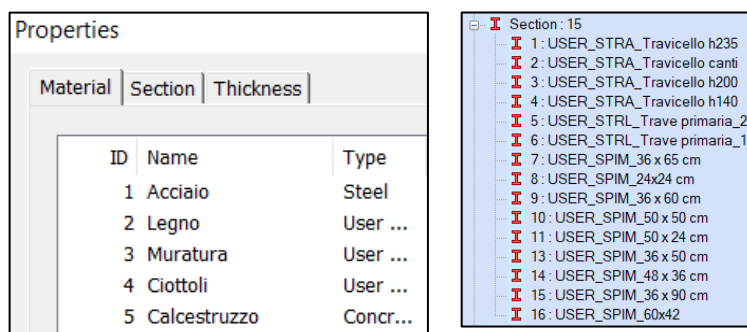 Properties
Material Section Thickness
ID Name Type
1 Acciaio Steel
2 Legno User ...
3 Muratura User ...
4 Ciottoli User ...
5 Calcestruzzo Concr...
Section : 15
1 : USER_STRA_Travicello h235
2 : USER_STRA_Travicello canti
3 : USER_STRA_Travicello h200
4 : USER_STRA_Travicello h140
5 : USER_STRL_Trave primaria_2
6 : USER_STRL_Trave primaria_1
7 : USER_SPIM_36 x 65 cm
8 : USER_SPIM_24x24 cm
9 : USER_SPIM_36 x 60 cm
10 : USER_SPIM_50 x 50 cm
11 : USER_SPIM_50 x 24 cm
13 : USER_SPIM_36 x 50 cm
14 : USER_SPIM_48 x 36 cm
15 : USER_SPIM_36 x 90 cm
16 : USER_SPIM_60x42